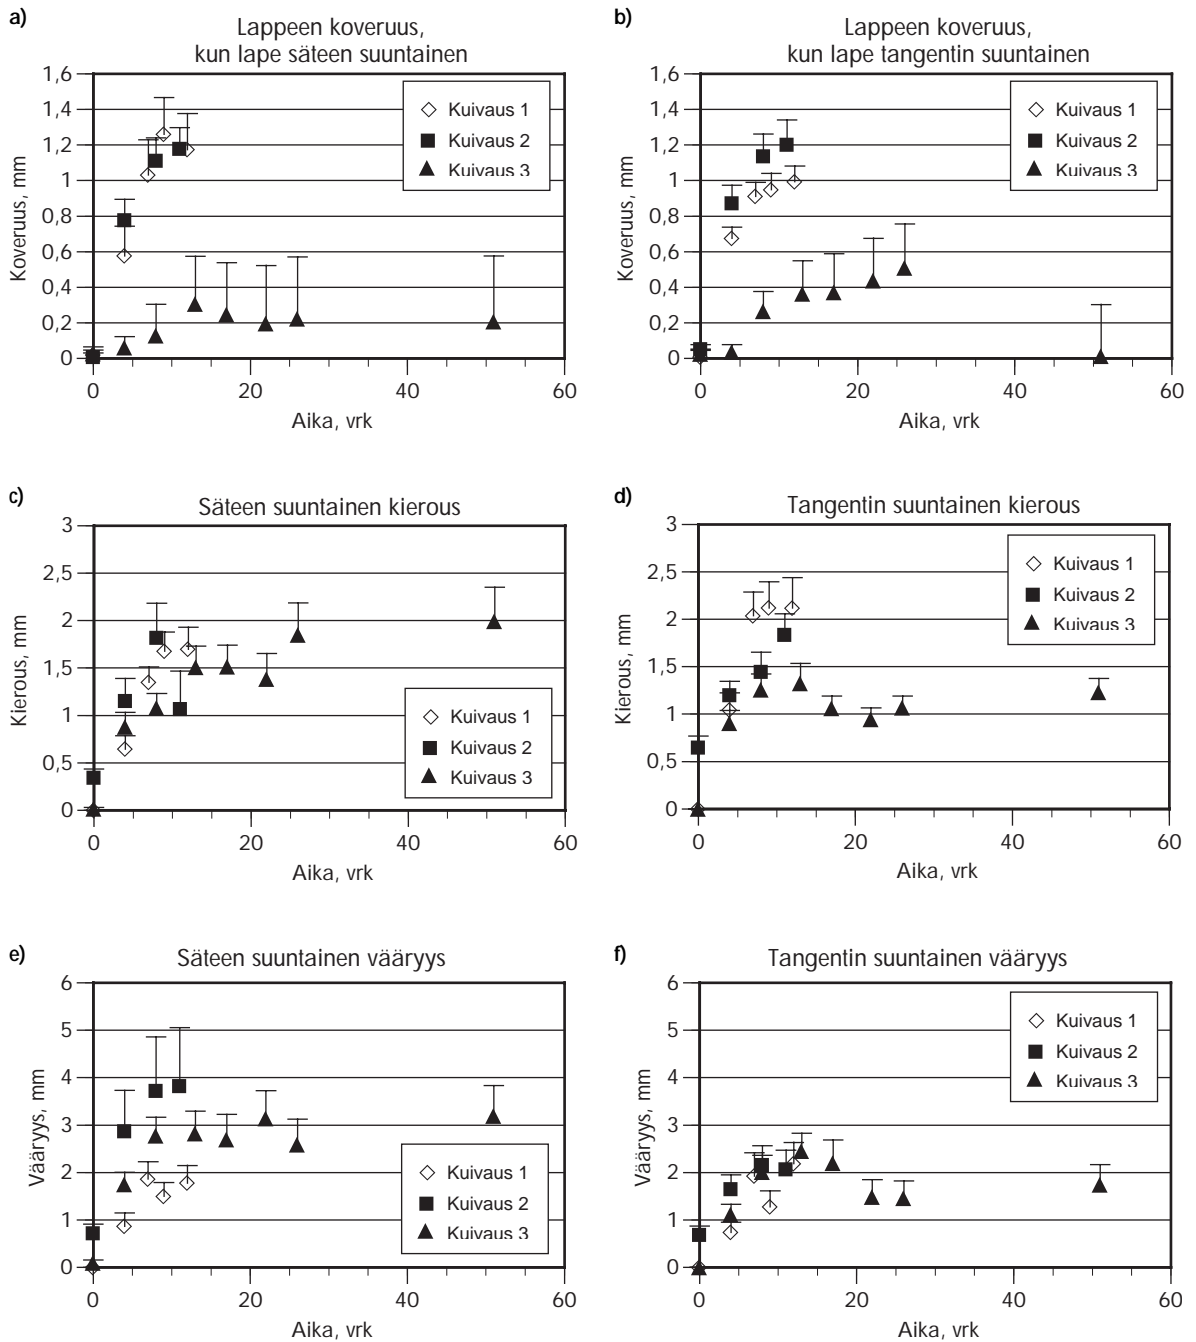 a)
Lappeen koveruus,
kun lape säteen suuntainen
Koveruus, mm
1,6
1,4
1,2
1
0,8
0,6
0,4
0,2
0
Kuivaus 1
Kuivaus 2
Kuivaus 3
0 20 40 60
Aika, vrk
b)
Lappeen koveruus,
kun lape tangentin suuntainen
Koveruus, mm
1,6
1,4
1,2
1
0,8
0,6
0,4
0,2
0
Kuivaus 1
Kuivaus 2
Kuivaus 3
0 20 40 60
Aika, vrk
c)
Säteen suuntainen kierous
Kierous, mm
3
2,5
2
1,5
1
0,5
0
Kuivaus 1
Kuivaus 2
Kuivaus 3
0 20 40 60
Aika, vrk
d)
Tangentin suuntainen kierous
Kierous, mm
3
2,5
2
1,5
1
0,5
0
Kuivaus 1
Kuivaus 2
Kuivaus 3
0 20 40 60
Aika, vrk
e)
Säteen suuntainen vääryys
Vääryys, mm
6
5
4
3
2
1
0
Kuivaus 1
Kuivaus 2
Kuivaus 3
0 20 40 60
Aika, vrk
f)
Tangentin suuntainen vääryys
Vääryys, mm
6
5
4
3
2
1
0
Kuivaus 1
Kuivaus 2
Kuivaus 3
0 20 40 60
Aika, vrk